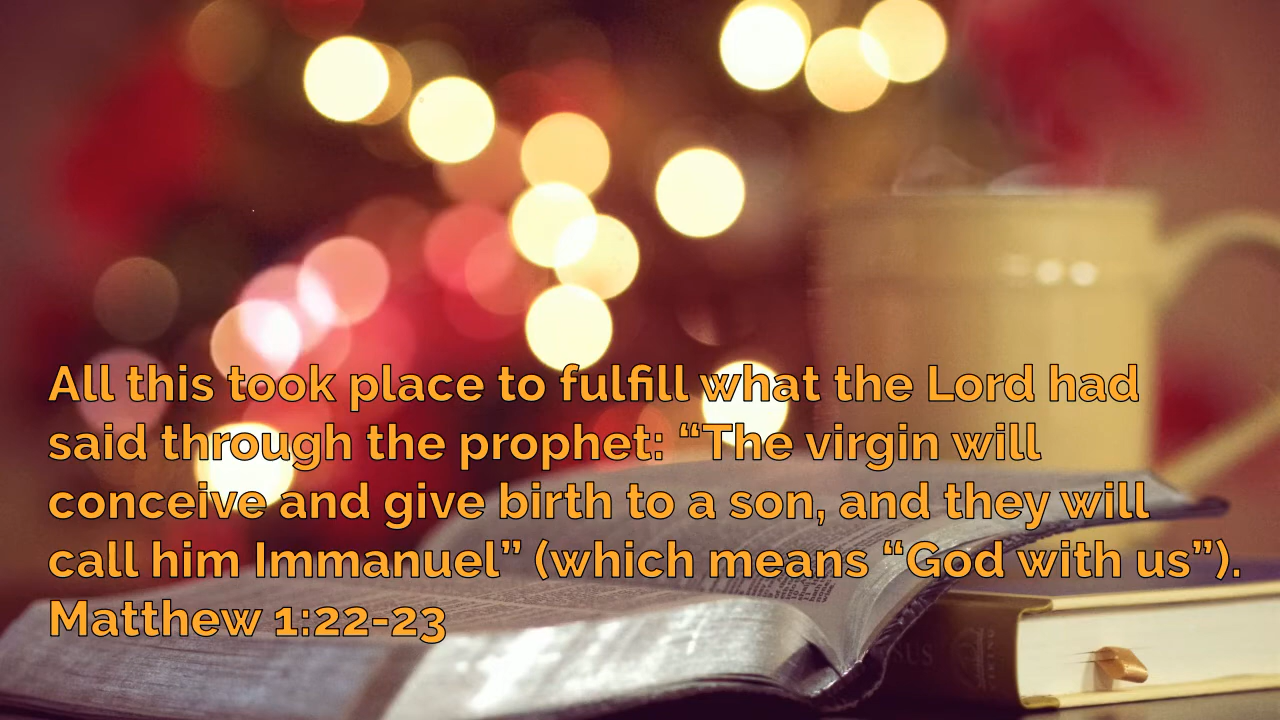 All this took place to fulfill what the Lord had
said through the prophet: “The virgin will
conceive and give birth to a son, and they will
call him Immanuel” (which means “God with us”).
Matthew 1:22-23